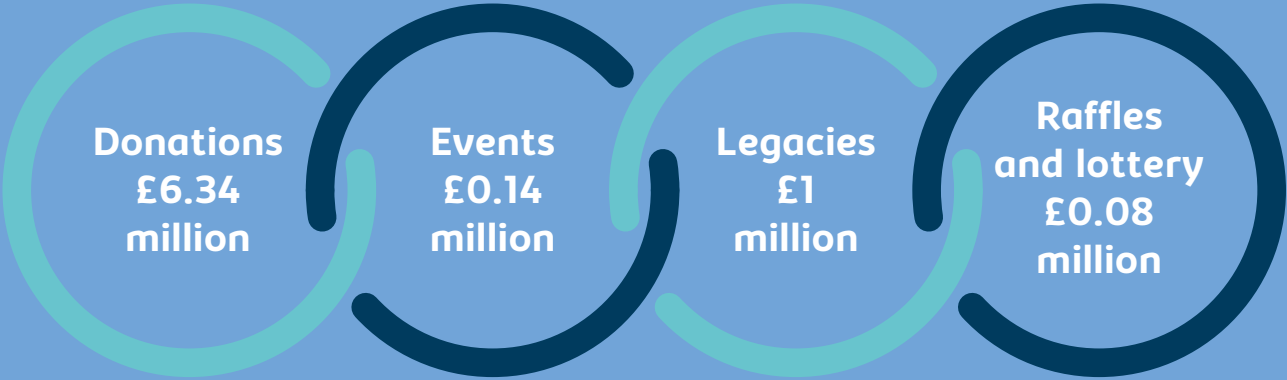 Donations
£6.34
million
Events
£0.14
million
Legacies
£1
million
Raffles
and lottery
£0.08
million